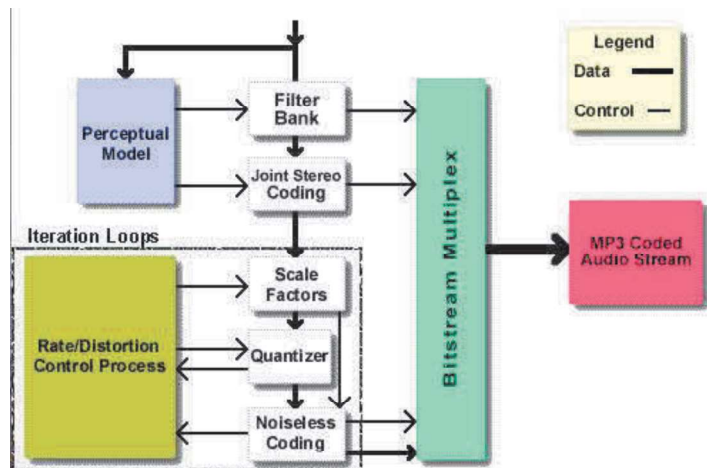 Legend
Data
Control
Filter
Bank
Perceptual
Model
Joint Stereo
Coding
Iteration Loops
Scale
Factors
Rate/Distortion
Control Process
Quantizer
Noiseless
Coding
Bitstream Multiplex
MP3 Coded
Audio Stream